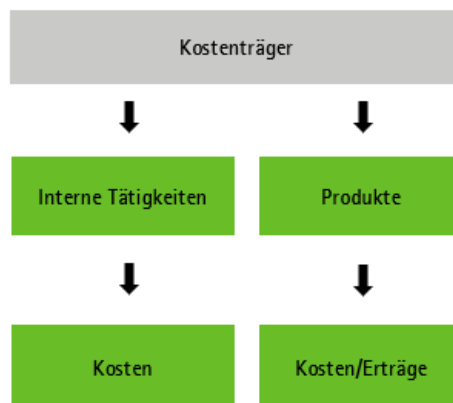 Kostenträger
Interne Tätigkeiten
Produkte
Kosten
Kosten/Erträge